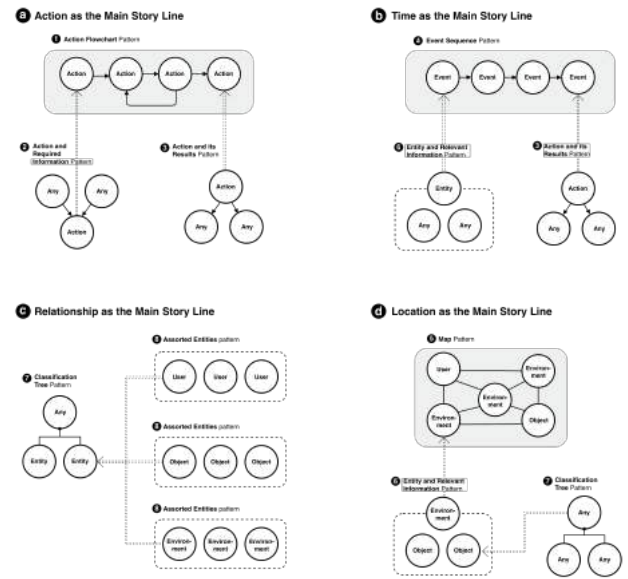 a Action as the Main Story Line
1 Action Flowchart Pattern
Action
Action
Action
Action
2 Action and
Required
Information Pattern
3 Action and its
Results Pattern
Any
Any
Action
Action
Any
Any
b Time as the Main Story Line
4 Event Sequence Pattern
Event
Event
Event
Event
Entity and Relevant
Information Pattern
3 Action and its
Results Pattern
Entity
Any
Any
Action
Any
Any
c Relationship as the Main Story Line
8 Assorted Entities pattern
User
User
User
7 Classification
Tree Pattern
Any
Entity
Entity
8 Assorted Entities pattern
Object
Object
Object
8 Assorted Entities pattern
Environ-
ment
Environ-
ment
Environ-
ment
d Location as the Main Story Line
Map Pattern
User
Environ-
ment
Environ-
ment
Environ-
ment
Object
6 Entity and Relevant
Information Pattern
7 Classification
Tree Pattern
Environ-
ment
Object
Object
Any
Any
Any